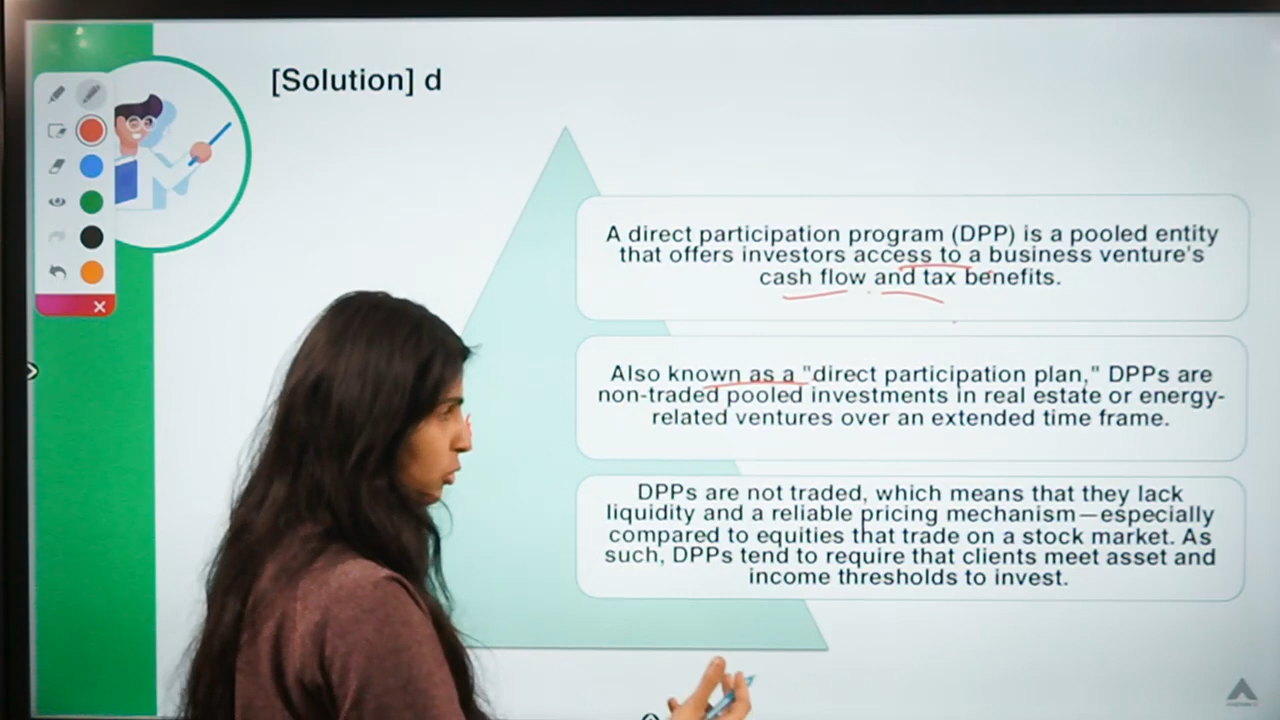 [Solution] d
A direct participation program (DPP) is a pooled entity
that offers investors access to a business venture's
cash flow and tax benefits.
Also known as a "direct participation plan," DPPs are
non-traded pooled investments in real estate or energy-
related ventures over an extended time frame.
DPPs are not traded, which means that they lack
liquidity and a reliable pricing mechanism—especially
compared to equities that trade on a stock market. As
such, DPPs tend to require that clients meet asset and
income thresholds to invest.